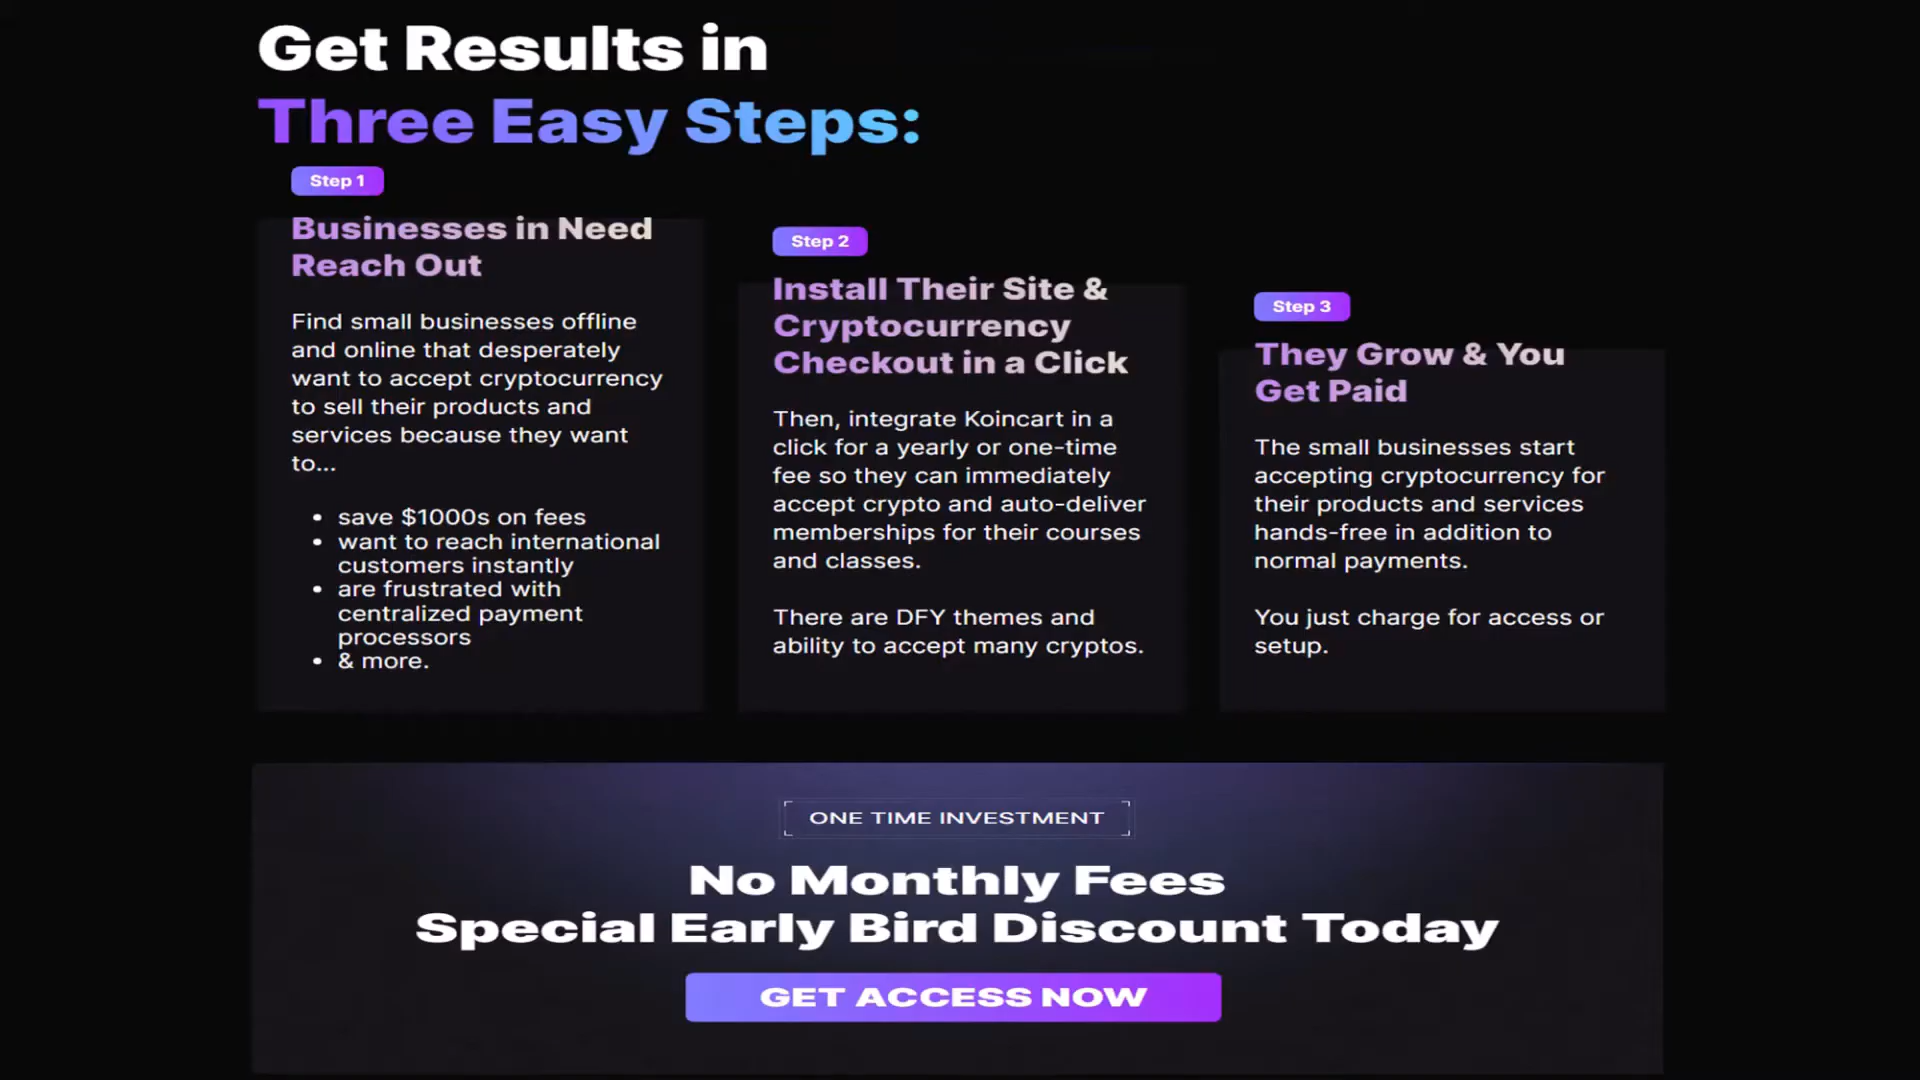 Get Results in
Three Easy Steps:
Step 1
Businesses in Need
Reach Out
Find small businesses offline
and online that desperately
want to accept cryptocurrency
to sell their products and
services because they want
to...
• save $1000s on fees
• want to reach international
customers instantly
• are frustrated with
centralized payment
processors
• & more.
Step 2
Install Their Site &
Cryptocurrency
Checkout in a Click
Then, integrate Koincart in a
click for a yearly or one-time
fee so they can immediately
accept crypto and auto-deliver
memberships for their courses
and classes.
There are DFY themes and
ability to accept many cryptos.
Step 3
They Grow & You
Get Paid
The small businesses start
accepting cryptocurrency for
their products and services
hands-free in addition to
normal payments.
You just charge for access or
setup.
ONE TIME INVESTMENT
No Monthly Fees
Special Early Bird Discount Today
GET ACCESS NOW